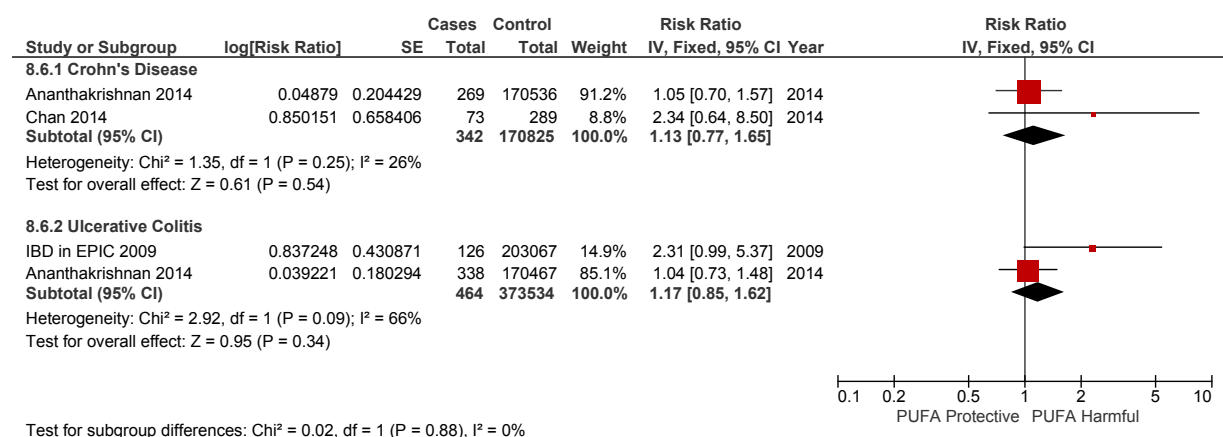 Cases Control Risk Ratio Risk Ratio
Study or Subgroup log[Risk Ratio] SE Total Total Weight IV, Fixed, 95% CI Year IV, Fixed, 95% CI
8.6.1 Crohn's Disease
Ananthakrishnan 2014 0.04879 0.204429 269 170536 91.2% 1.05 [0.70, 1.57] 2014
Chan 2014 0.850151 0.658406 73 289 8.8% 2.34 [0.64, 8.50] 2014
Subtotal (95% CI) 342 170825 100.0% 1.13 [0.77, 1.65]
Heterogeneity: Chi² = 1.35, df = 1 (P = 0.25); I² = 26%
Test for overall effect: Z = 0.61 (P = 0.54)
8.6.2 Ulcerative Colitis
IBD in EPIC 2009 0.837248 0.430871 126 203067 14.9% 2.31 [0.99, 5.37] 2009
Ananthakrishnan 2014 0.039221 0.180294 338 170467 85.1% 1.04 [0.73, 1.48] 2014
Subtotal (95% CI) 464 373534 100.0% 1.17 [0.85, 1.62]
Heterogeneity: Chi² = 2.92, df = 1 (P = 0.09); I² = 66%
Test for overall effect: Z = 0.95 (P = 0.34)
0.1 0.2 0.5 1 2 5 10
PUFA Protective PUFA Harmful
Test for subgroup differences: Chi² = 0.02, df = 1 (P = 0.88), I² = 0%